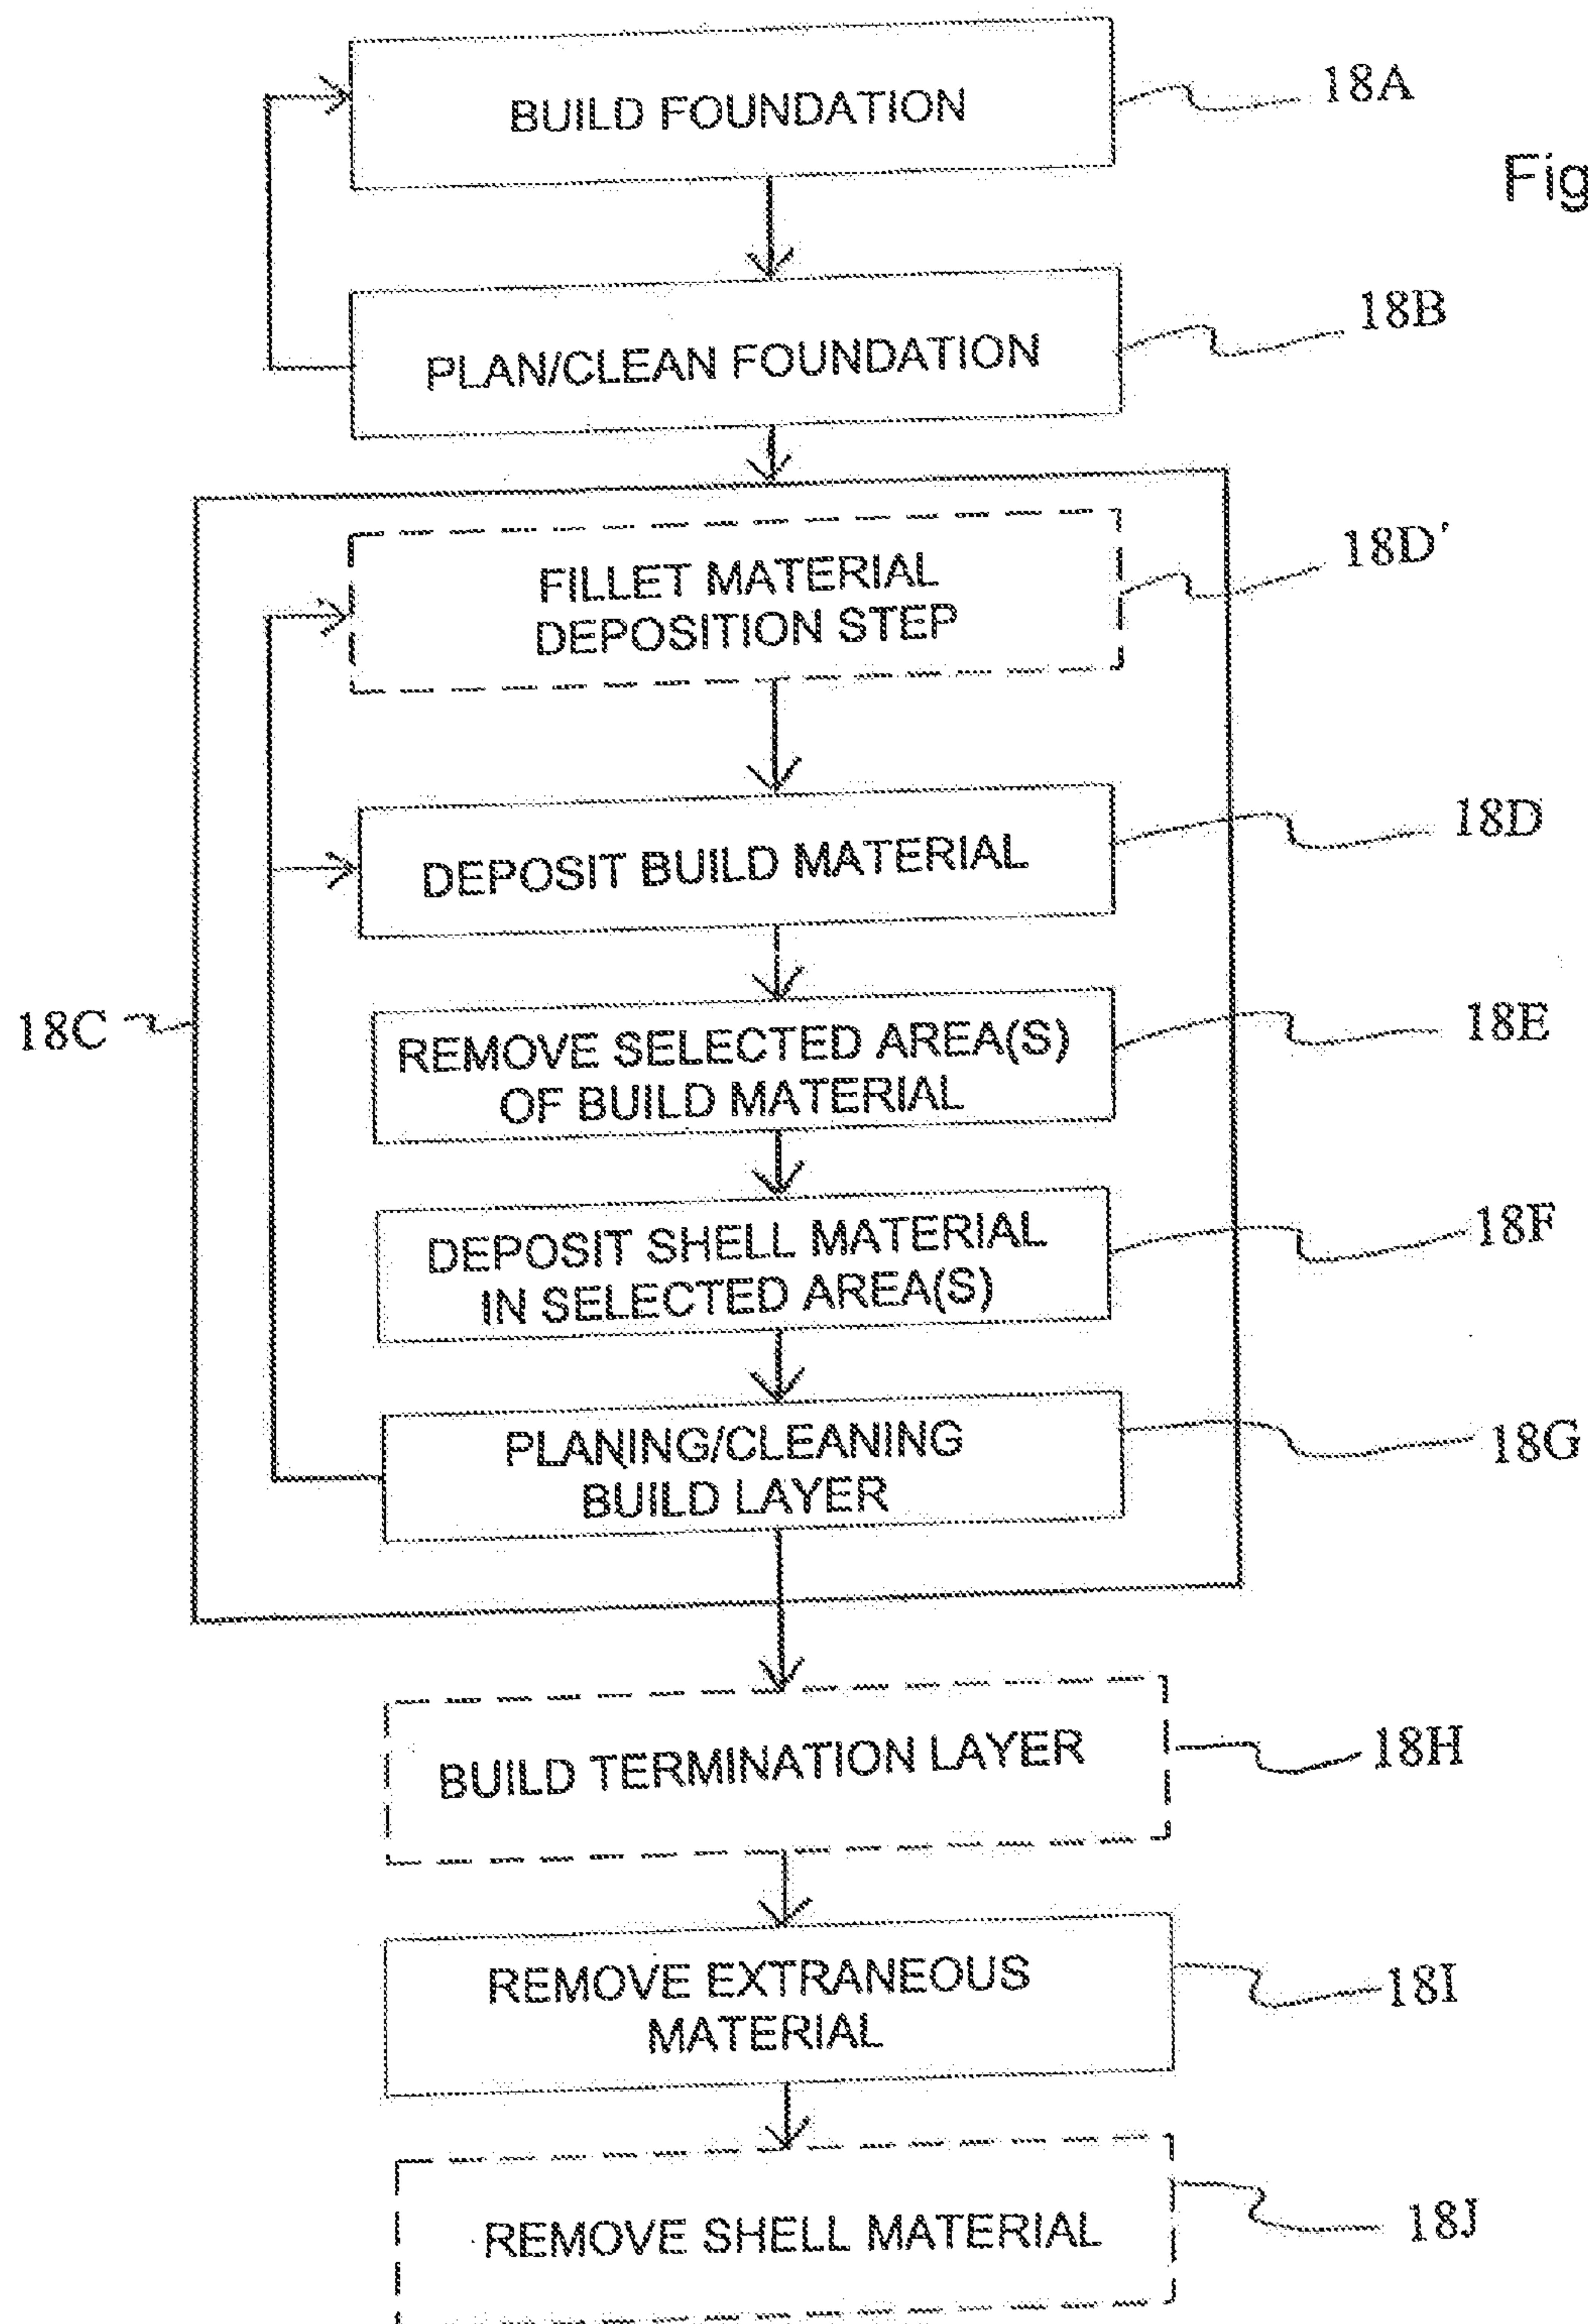 BUILD FOUNDATION
18A
Fig
PLAN/CLEAN FOUNDATION
18B
FILLET MATERIAL
DEPOSITION STEP
18D'
DEPOSIT BUILD MATERIAL
18D
18C
REMOVE SELECTED AREA(S)
OF BUILD MATERIAL
18E
DEPOSIT SHELL MATERIAL
IN SELECTED AREA(S)
18F
PLANING/CLEANING
BUILD LAYER
18G
BUILD TERMINATION LAYER
18H
REMOVE EXTRANEOUS
MATERIAL
18I
REMOVE SHELL MATERIAL
18J